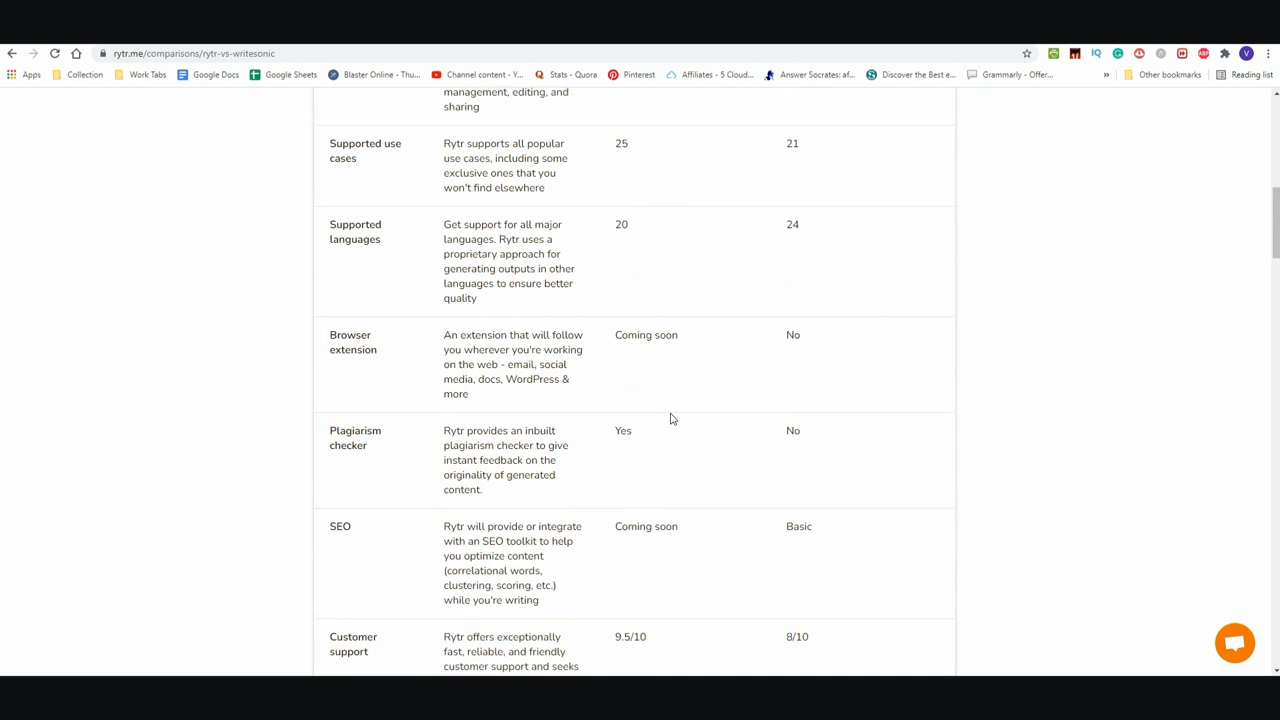 rytr.me/comparisons/rytr-vs-writesonic
Apps
Collection
Work Tabs
Google Docs
Google Sheets
Blaster Online - Thu...
Channel content - Y...
Stats - Quora
Pinterest
Affiliates - 5 Cloud...
Answer Socrates: af...
Discover the Best e...
Grammarly - Offer...
»
Other bookmarks
Reading list
management, editing, and
sharing
Supported use
cases
Rytr supports all popular
use cases, including some
exclusive ones that you
won't find elsewhere
25
21
Supported
languages
Get support for all major
languages. Rytr uses a
proprietary approach for
generating outputs in other
languages to ensure better
quality
20
24
Browser
extension
An extension that will follow
you wherever you're working
on the web - email, social
media, docs, WordPress &
more
Coming soon
No
Plagiarism
checker
Rytr provides an inbuilt
plagiarism checker to give
instant feedback on the
originality of generated
content.
Yes
No
SEO
Rytr will provide or integrate
with an SEO toolkit to help
you optimize content
(correlational words,
clustering, scoring, etc.)
while you're writing
Coming soon
Basic
Customer
support
Rytr offers exceptionally
fast, reliable, and friendly
customer support and seeks
9.5/10
8/10